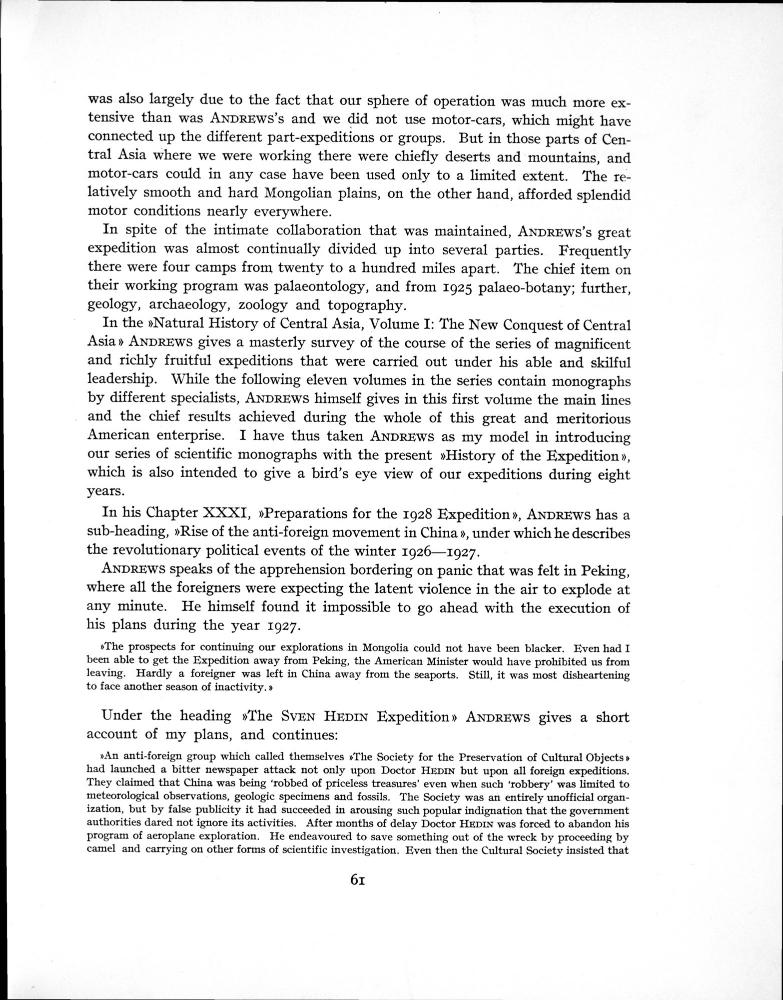 was also largely due to the fact that our sphere of operation was much more ex-
tensive than was ANDREWS's and we did not use motor-cars, which might have
connected up the different part-expeditions or groups. But in those parts of Cen-
tral Asia where we were working there were chiefly deserts and mountains, and
motor-cars could in any case have been used only to a limited extent. The re-
latively smooth and hard Mongolian plains, on the other hand, afforded splendid
motor conditions nearly everywhere.
In spite of the intimate collaboration that was maintained, ANDREWS's great
expedition was almost continually divided up into several parties. Frequently
there were four camps from twenty to a hundred miles apart. The chief item on
their working program was palaeontology, and from 1925 palaeo-botany; further,
geology, archaeology, zoology and topography.
In the »Natural History of Central Asia, Volume I: The New Conquest of Central
Asia» ANDREWS gives a masterly survey of the course of the series of magnificent
and richly fruitful expeditions that were carried out under his able and skilful
leadership. While the following eleven volumes in the series contain monographs
by different specialists, ANDREWS himself gives in this first volume the main lines
and the chief results achieved during the whole of this great and meritorious
American enterprise. I have thus taken ANDREWS as my model in introducing
our series of scientific monographs with the present »History of the Expedition»,
which is also intended to give a bird's eye view of our expeditions during eight
years.
In his Chapter XXXI, »Preparations for the 1928 Expedition», ANDREWS has a
sub-heading, »Rise of the anti-foreign movement in China», under which he describes
the revolutionary political events of the winter 1926—1927.
ANDREWS speaks of the apprehension bordering on panic that was felt in Peking,
where all the foreigners were expecting the latent violence in the air to explode at
any minute. He himself found it impossible to go ahead with the execution of
his plans during the year 1927.
»The prospects for continuing our explorations in Mongolia could not have been blacker. Even had I
been able to get the Expedition away from Peking, the American Minister would have prohibited us from
leaving. Hardly a foreigner was left in China away from the seaports. Still, it was most disheartening
to face another season of inactivity.»
Under the heading »The SVEN HEDIN Expedition» ANDREWS gives a short
account of my plans, and continues:
»An anti-foreign group which called themselves »The Society for the Preservation of Cultural Objects»
had launched a bitter newspaper attack not only upon Doctor HEDIN but upon all foreign expeditions.
They claimed that China was being 'robbed of priceless treasures' even when such 'robbery' was limited to
meteorological observations, geologic specimens and fossils. The Society was an entirely unofficial organ-
ization, but by false publicity it had succeeded in arousing such popular indignation that the government
authorities dared not ignore its activities. After months of delay Doctor HEDIN was forced to abandon his
program of aeroplane exploration. He endeavoured to save something out of the wreck by proceeding by
camel and carrying on other forms of scientific investigation. Even then the Cultural Society insisted that
61